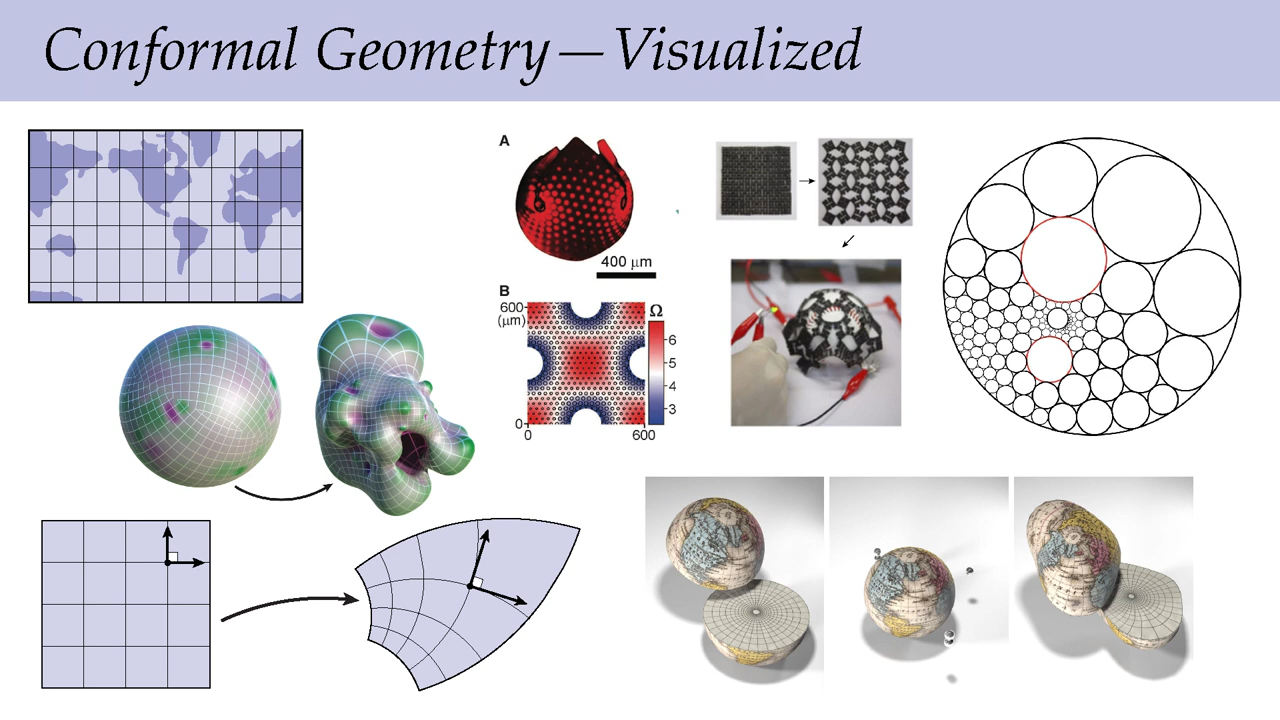 Conformal Geometry—Visualized
A
400 μm
B
600
(μm)
0
0
600
Ω
6
5
4
3